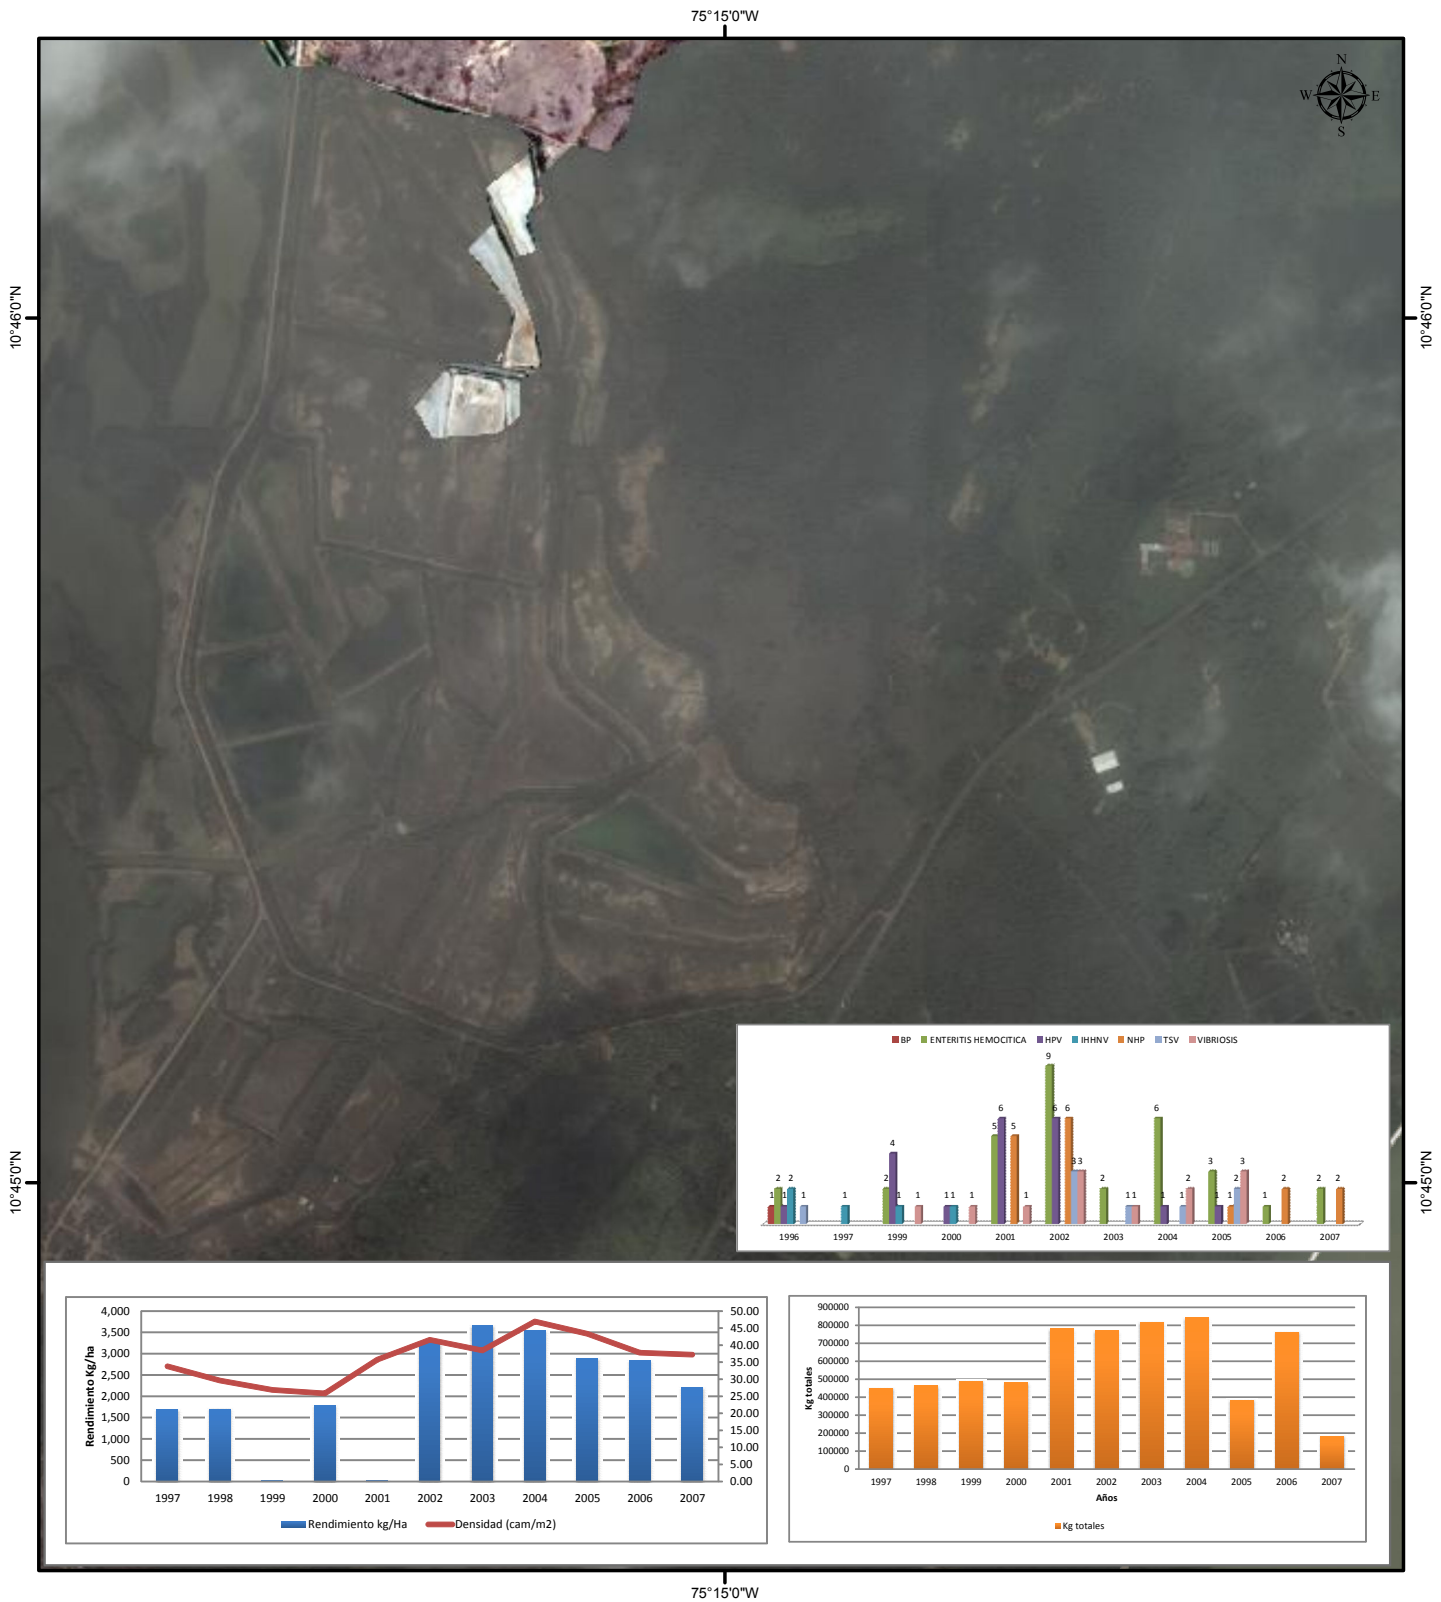 75°15'0"W
N
W E
S
10°46'0"N
10°46'0"N
10°45'0"N
10°45'0"N
BP ENTERITIS HEMOCITICA HPV IHHNV NHP TSV VIBRIOSIS
9
6 6 6 6
5 5
4
3 3 3 3
2 2 2 2 2 2 2 2 2
1 1 1 1 1 1 1 1 1 1 1 1 1 1 1 1 1
1996 1997 1999 2000 2001 2002 2003 2004 2005 2006 2007
Rendimiento Kg/ha
4,000 50.00
3,500 45.00
3,000 40.00
2,500 35.00
2,000 30.00
1,500 25.00
1,000 20.00
500 15.00
0 10.00
5.00
0.00
1997 1998 1999 2000 2001 2002 2003 2004 2005 2006 2007
Rendimiento kg/Ha Densidad (cam/m2)
Kg totales
900000
800000
700000
600000
500000
400000
300000
200000
100000
0
1997 1998 1999 2000 2001 2002 2003 2004 2005 2006 2007
Años
Kg totales
75°15'0"W